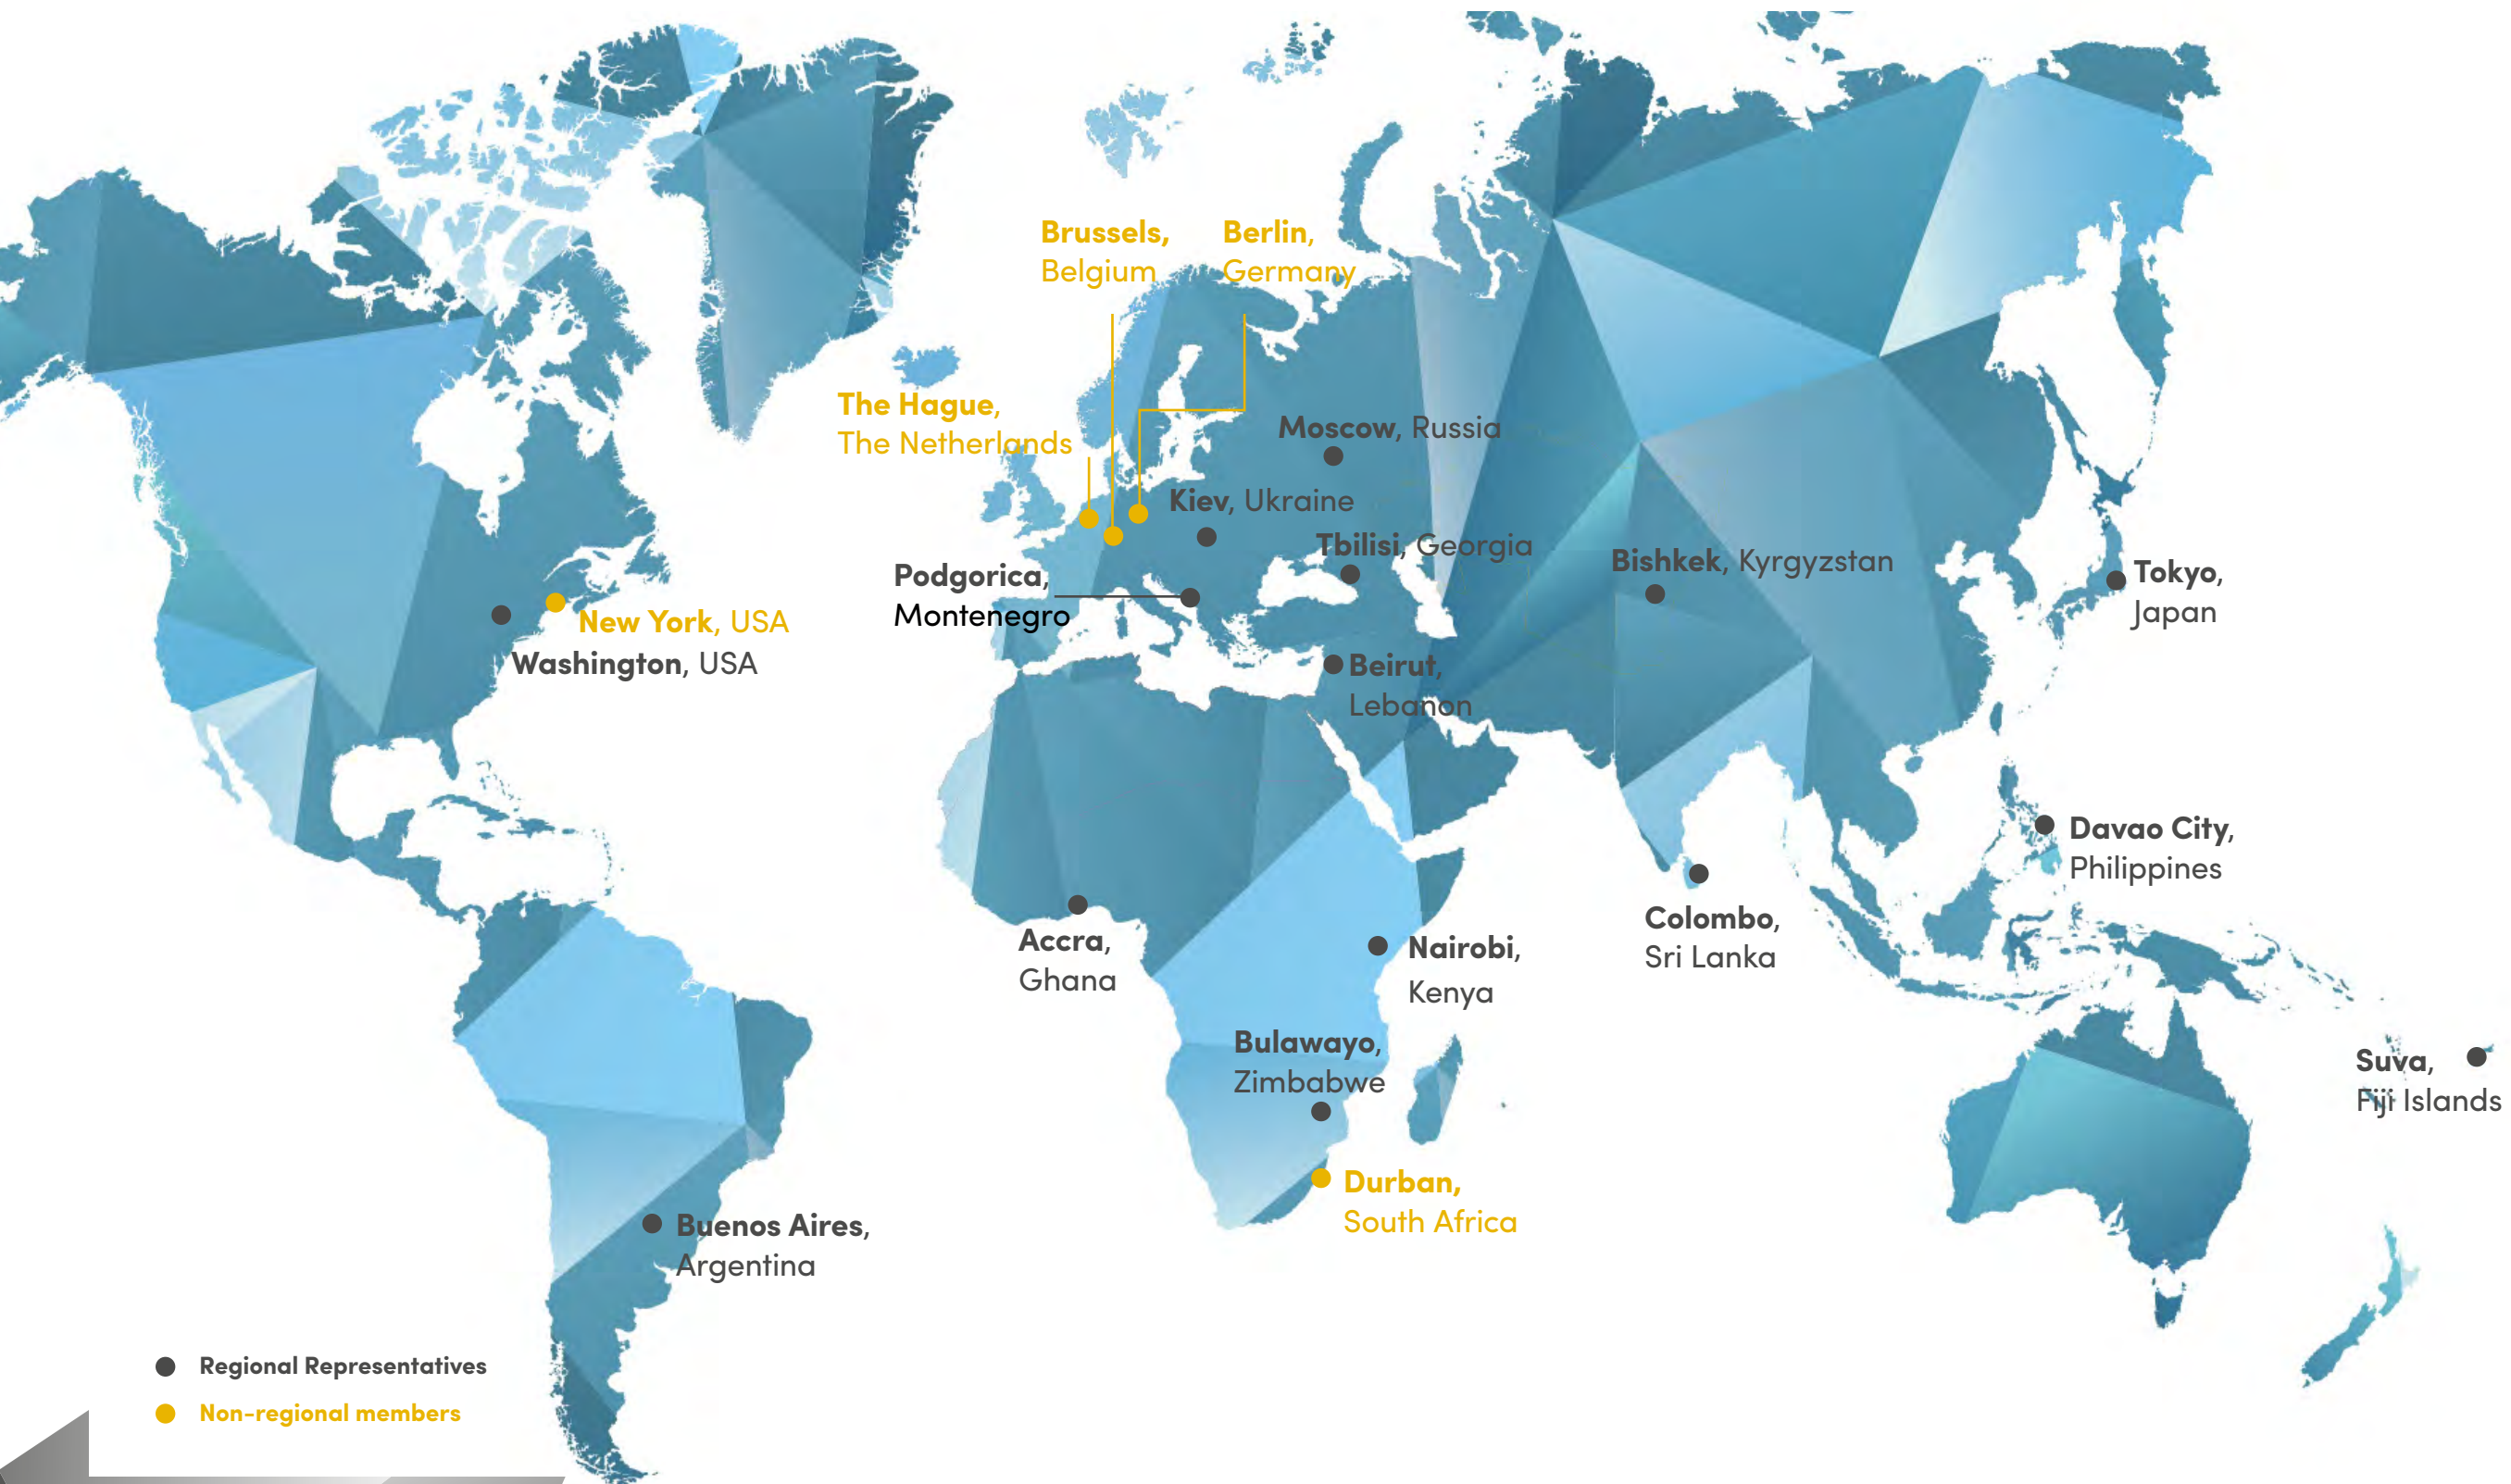 Brussels,
Belgium
Berlin,
Germany
The Hague,
The Netherlands
Moscow, Russia
Kiev, Ukraine
Tbilisi, Georgia
Bishkek, Kyrgyzstan
Podgorica,
Montenegro
Tokyo,
Japan
New York, USA
Washington, USA
Beirut,
Lebanon
Davao City,
Philippines
Colombo,
Sri Lanka
Accra,
Ghana
Nairobi,
Kenya
Bulawayo,
Zimbabwe
Suva,
Fiji Islands
Durban,
South Africa
Buenos Aires,
Argentina
Regional Representatives
Non-regional members